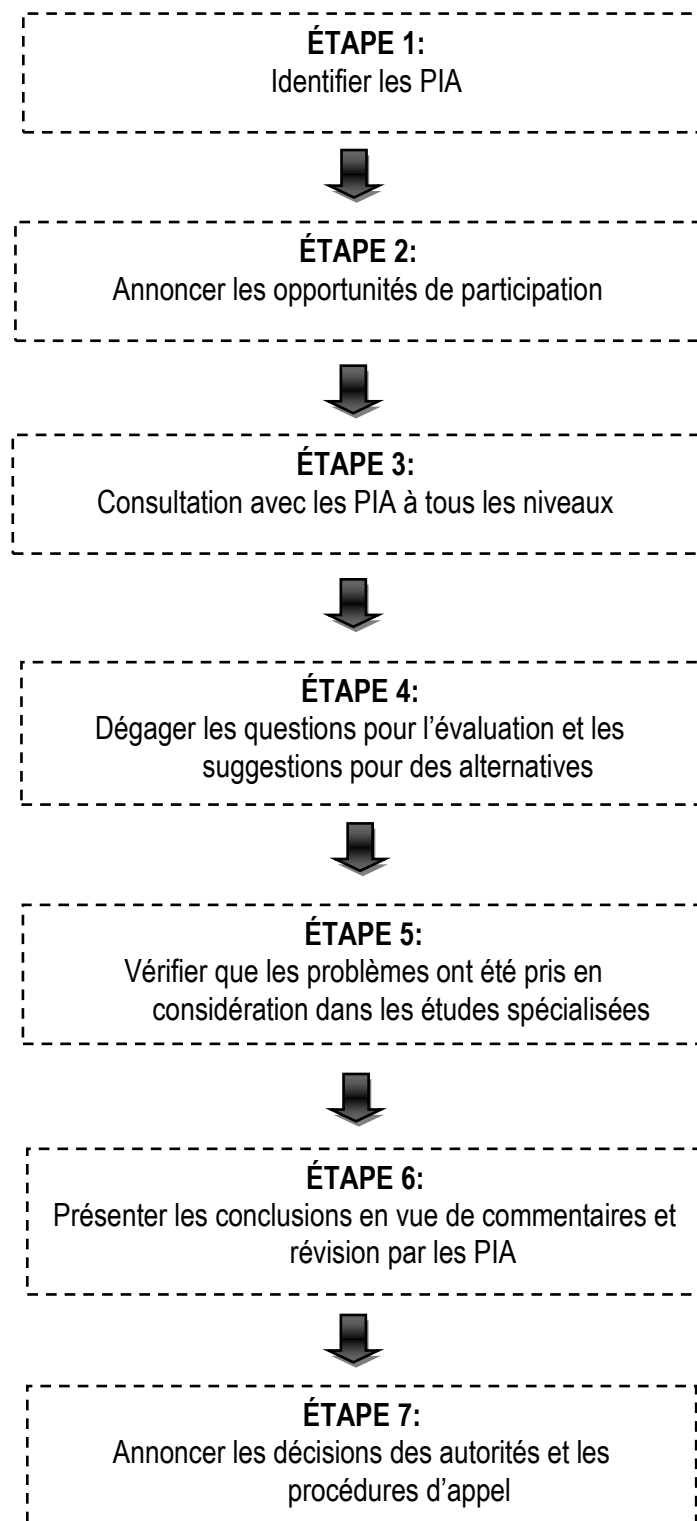 ÉTAPE 1:
Identifier les PIA
ÉTAPE 2:
Annoncer les opportunités de participation
ÉTAPE 3:
Consultation avec les PIA à tous les niveaux
ÉTAPE 4:
Dégager les questions pour l’évaluation et les
suggestions pour des alternatives
ÉTAPE 5:
Vérifier que les problèmes ont été pris en
considération dans les études spécialisées
ÉTAPE 6:
Présenter les conclusions en vue de commentaires et
révision par les PIA
ÉTAPE 7:
Annoncer les décisions des autorités et les
procédures d’appel